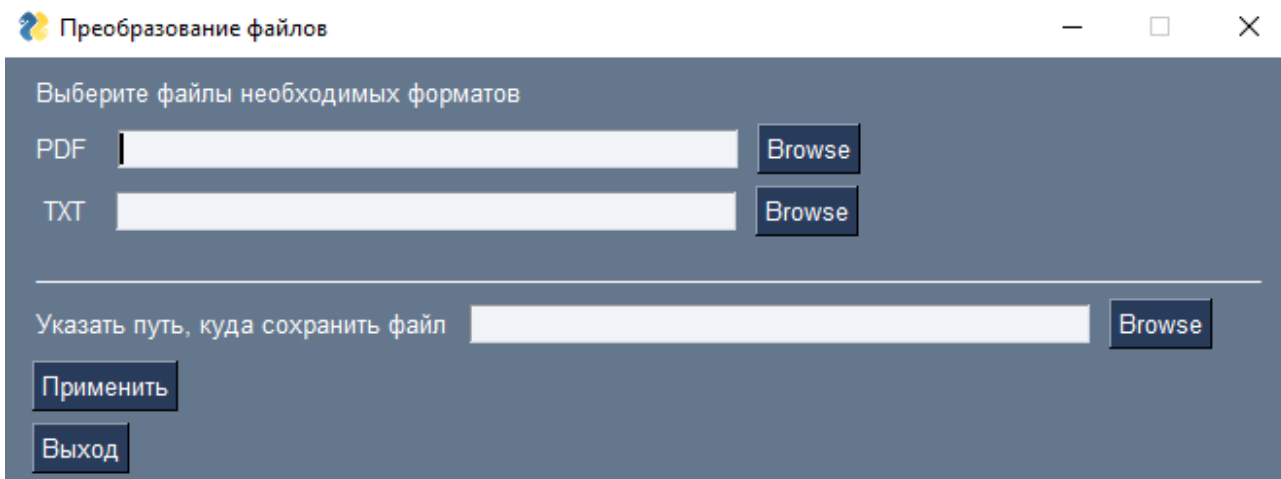 Преобразование файлов
Выберите файлы необходимых форматов
PDF Browse
TXT Browse
Указать путь, куда сохранить файл Browse
Применить
Выход